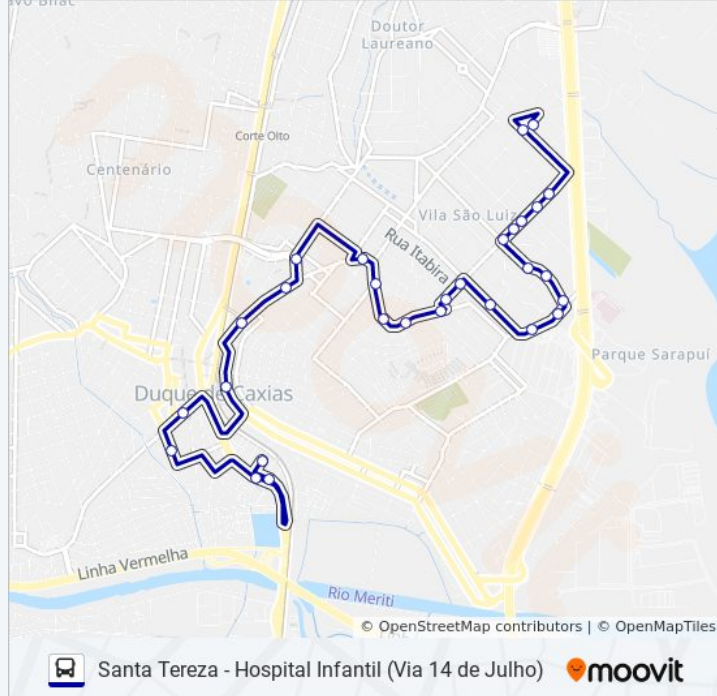 Doutor
Laureano
Corte Oito
Centenário
Vila São Luiz
Rua Itabira
Parque Sarapuí
Duque de Caxias
Linha Vermelha
Rio Meriti
© OpenStreetMap contributors | © OpenMapTiles
Santa Tereza - Hospital Infantil (Via 14 de Julho)
moovit